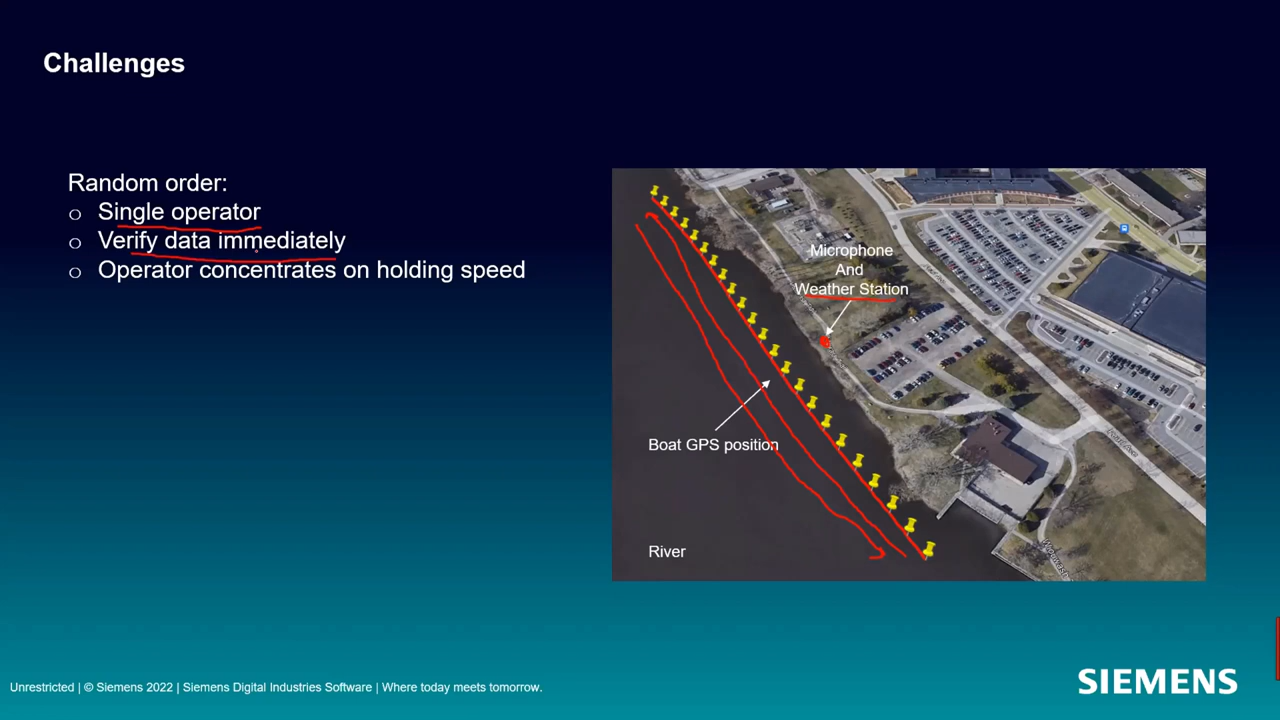 Challenges
Random order:
Single operator
Verify data immediately
Operator concentrates on holding speed
Microphone
And
Weather Station
Boat GPS position
River
Unrestricted | © Siemens 2022 | Siemens Digital Industries Software | Where today meets tomorrow.
SIEMENS